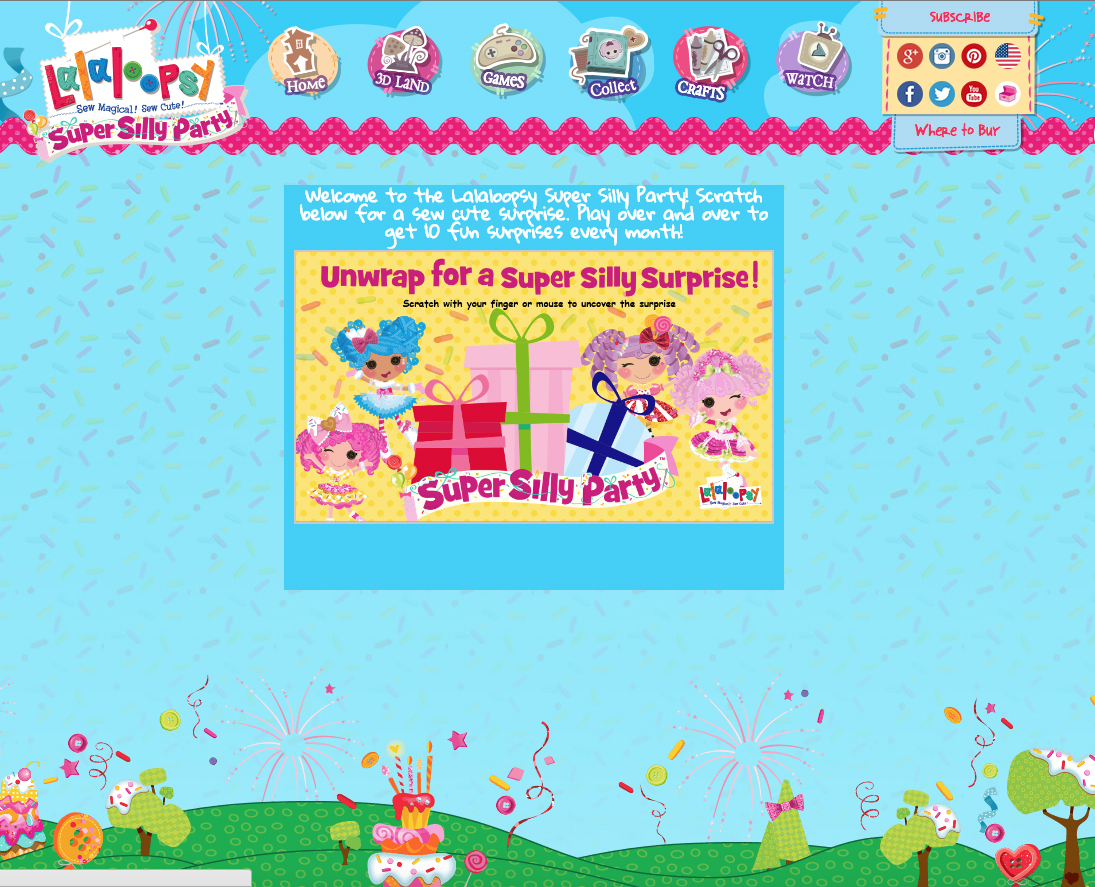 Lalaloopsy
Sew Magical! Sew Cute!
Super Silly Party
Home
3D Land
Games
Collect
Crafts
Watch
Subscribe
g+
f
You
Tube
Where to Buy
Welcome to the Lalaloopsy Super Silly Party! Scratch
below for a sew cute surprise. Play over and over to
get 10 fun surprises every month!
Unwrap for a Super Silly Surprise!
Scratch with your finger or mouse to uncover the surprise
Super Silly Party™
Lalaloopsy
Sew Magical! Sew Cute!